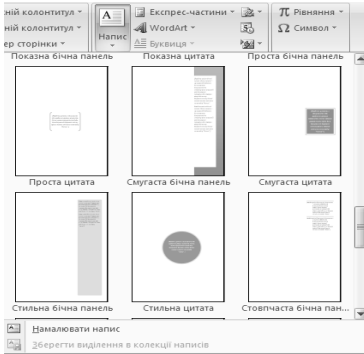 ній колонтитул
ній колонтитул
ер сторінки
Напис
Експрес-частини
WordArt
Буквиця
Рівняння
Символ
Показна бічна панель Показна цитата Проста бічна панель
Проста цитата Смугаста бічна панель Смугаста цитата
Стильна бічна панель Стильна цитата Стовпчаста бічна пан...
Намалювати напис
Зберегти виділення в колекції написів